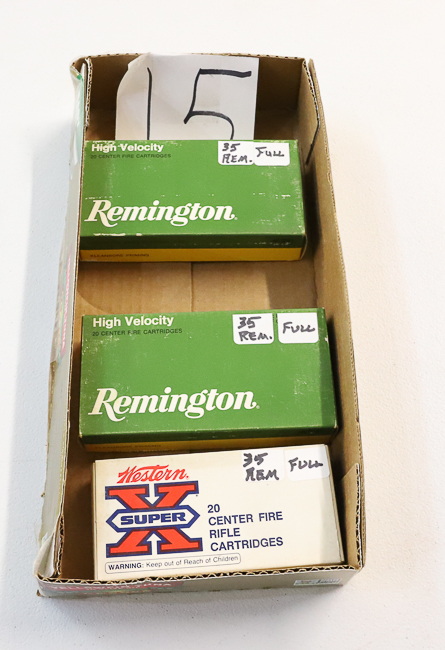 15
High Velocity
20 CENTER FIRE CARTRIDGES
35 REM. FULL
Remington.
High Velocity
20 CENTER FIRE CARTRIDGES
35 REM. FULL
Remington.
Western
SUPER X
35 REM FULL
20
CENTER FIRE
RIFLE
CARTRIDGES
WARNING: Keep out of Reach of Children